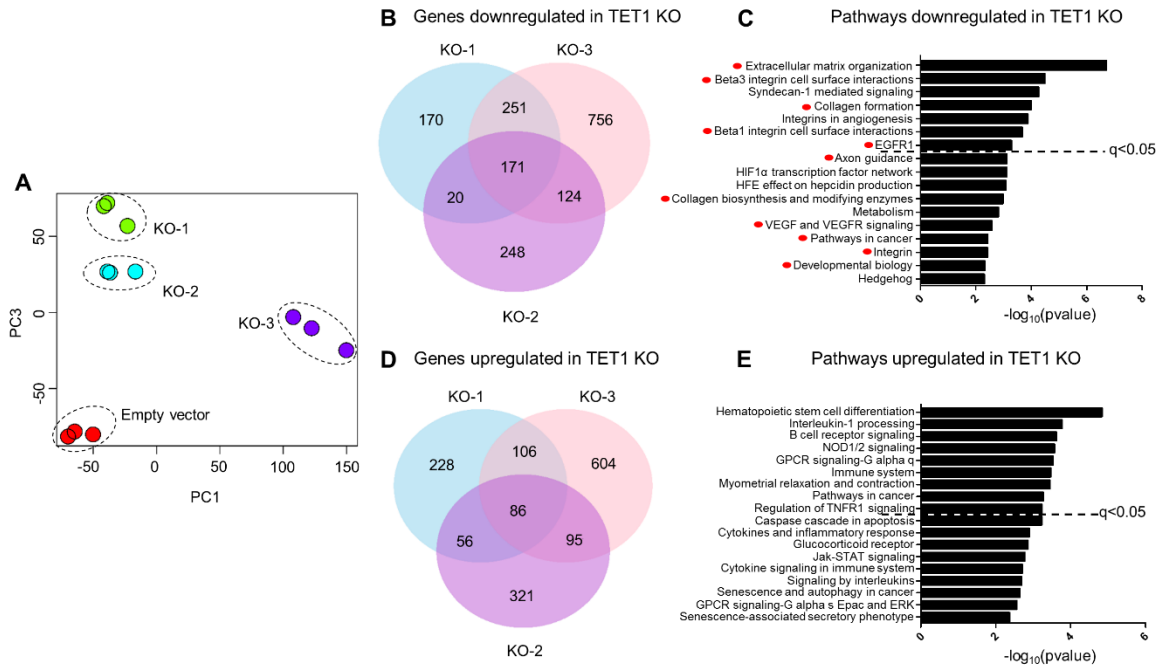 A
50
0
-50
PC3
KO-1
KO-2
KO-3
Empty vector
-50
0
50
100
150
PC1
B
Genes downregulated in TET1 KO
KO-1
KO-3
170
251
756
171
20
124
248
KO-2
C
Pathways downregulated in TET1 KO
Extracellular matrix organization
Beta3 integrin cell surface interactions
Syndecan-1 mediated signaling
Collagen formation
Integrins in angiogenesis
Beta1 integrin cell surface interactions
EGFR1
q<0.05
Axon guidance
HIF1α transcription factor network
HFE effect on hepcidin production
Collagen biosynthesis and modifying enzymes
Metabolism
VEGF and VEGFR signaling
Pathways in cancer
Integrin
Developmental biology
Hedgehog
0
2
4
6
8
-log10(pvalue)
D
Genes upregulated in TET1 KO
KO-1
KO-3
228
106
604
86
56
95
321
KO-2
E
Pathways upregulated in TET1 KO
Hematopoietic stem cell differentiation
Interleukin-1 processing
B cell receptor signaling
NOD1/2 signaling
GPCR signaling-G alpha q
Immune system
Myometrial relaxation and contraction
Pathways in cancer
Regulation of TNFR1 signaling
q<0.05
Caspase cascade in apoptosis
Cytokines and inflammatory response
Glucocorticoid receptor
Jak-STAT signaling
Cytokine signaling in immune system
Signaling by interleukins
Senescence and autophagy in cancer
GPCR signaling-G alpha s Epac and ERK
Senescence-associated secretory phenotype
0
2
4
6
-log10(pvalue)